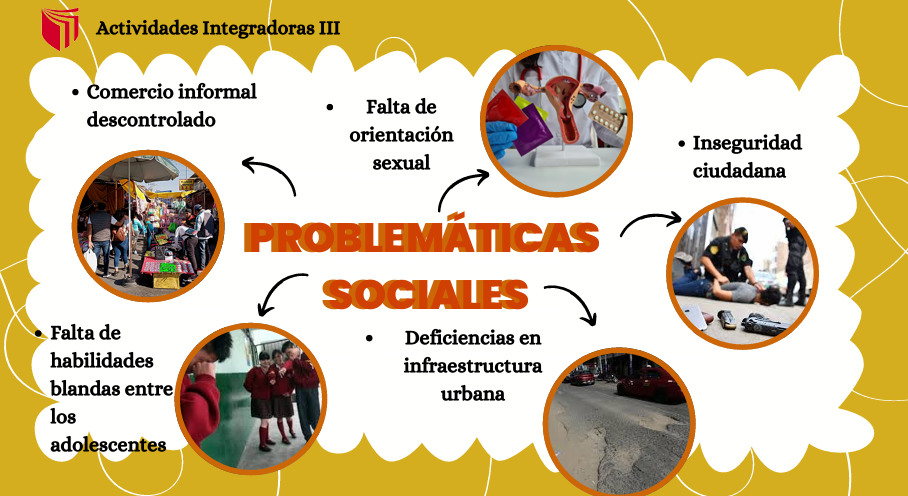 Actividades Integradoras III
• Comercio informal
descontrolado
• Falta de
orientación
sexual
• Inseguridad
ciudadana
PROBLEMÁTICAS
SOCIALES
• Falta de
habilidades
blandas entre
los
adolescentes
• Deficiencias en
infraestructura
urbana